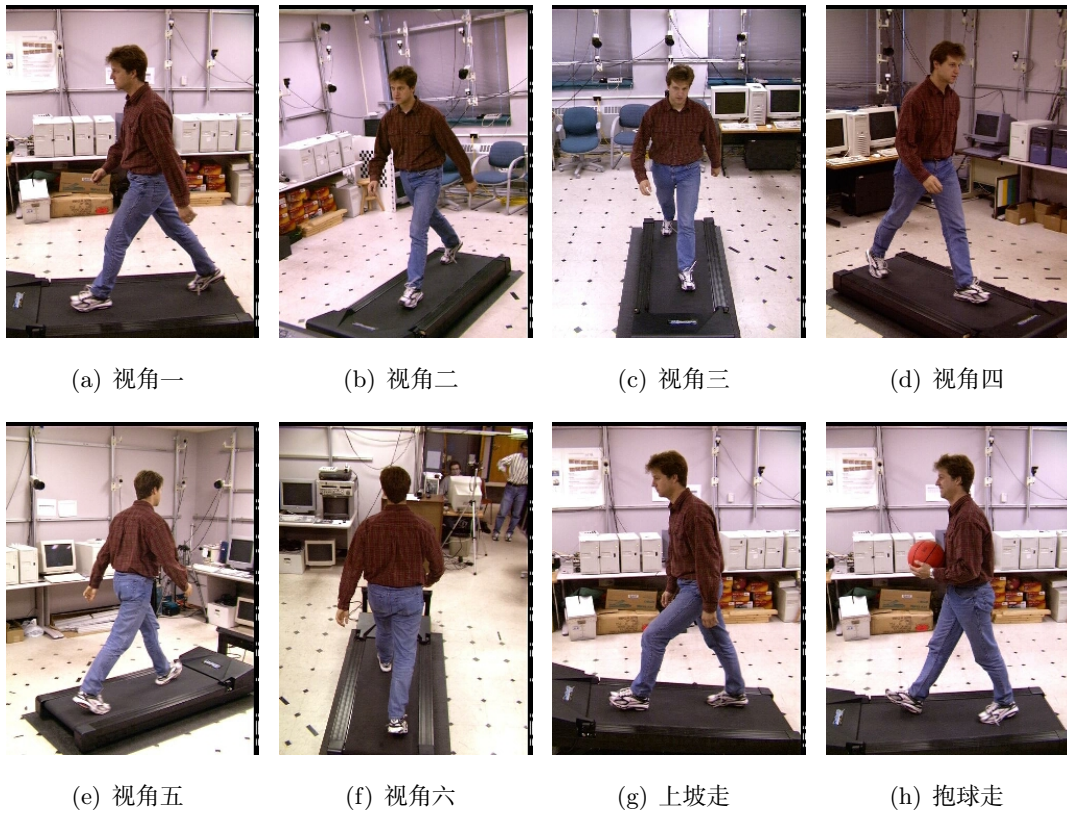 (a) 视角一
(b) 视角二
(c) 视角三
(d) 视角四
(e) 视角五
(f) 视角六
(g) 上坡走
(h) 抱球走